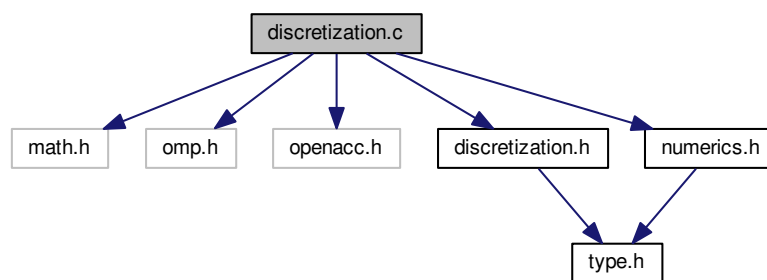 discretization.c
math.h
omp.h
openacc.h
discretization.h
numerics.h
type.h